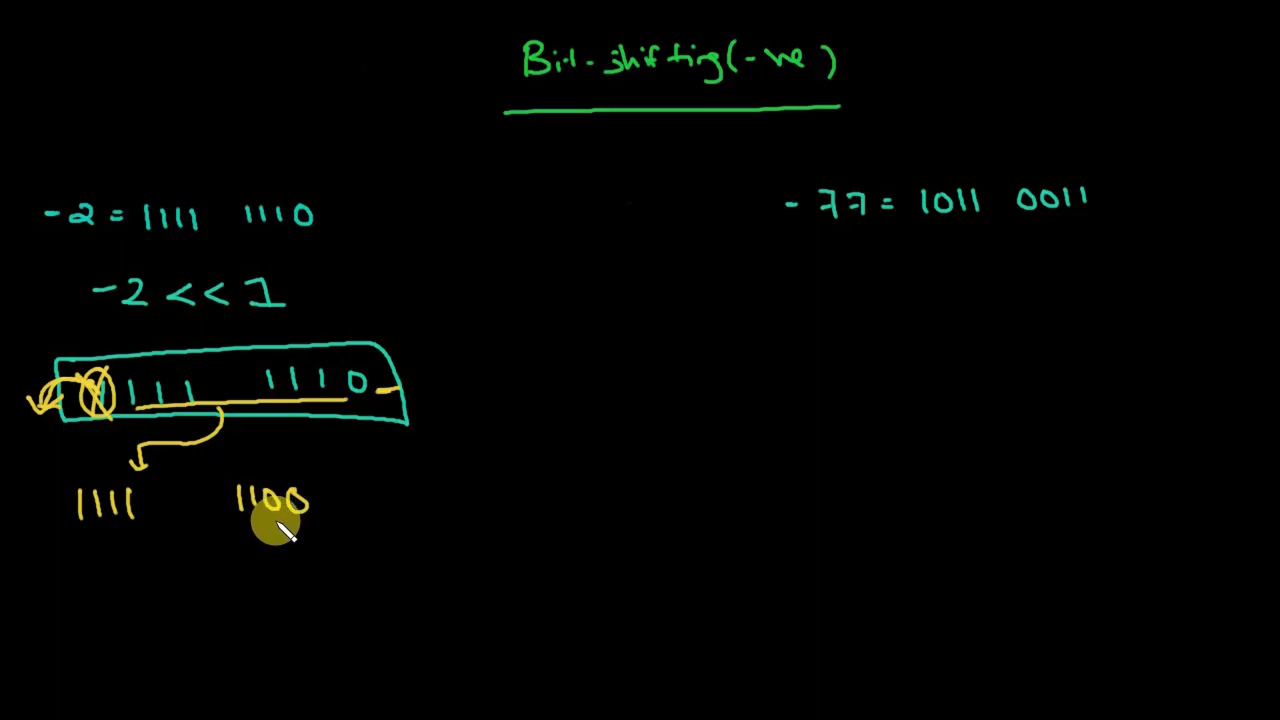 Bit-shifting(-ve)
-2 = 1111 1110
-77 = 1011 0011
-2 << 1
1111 1110
1111 1100